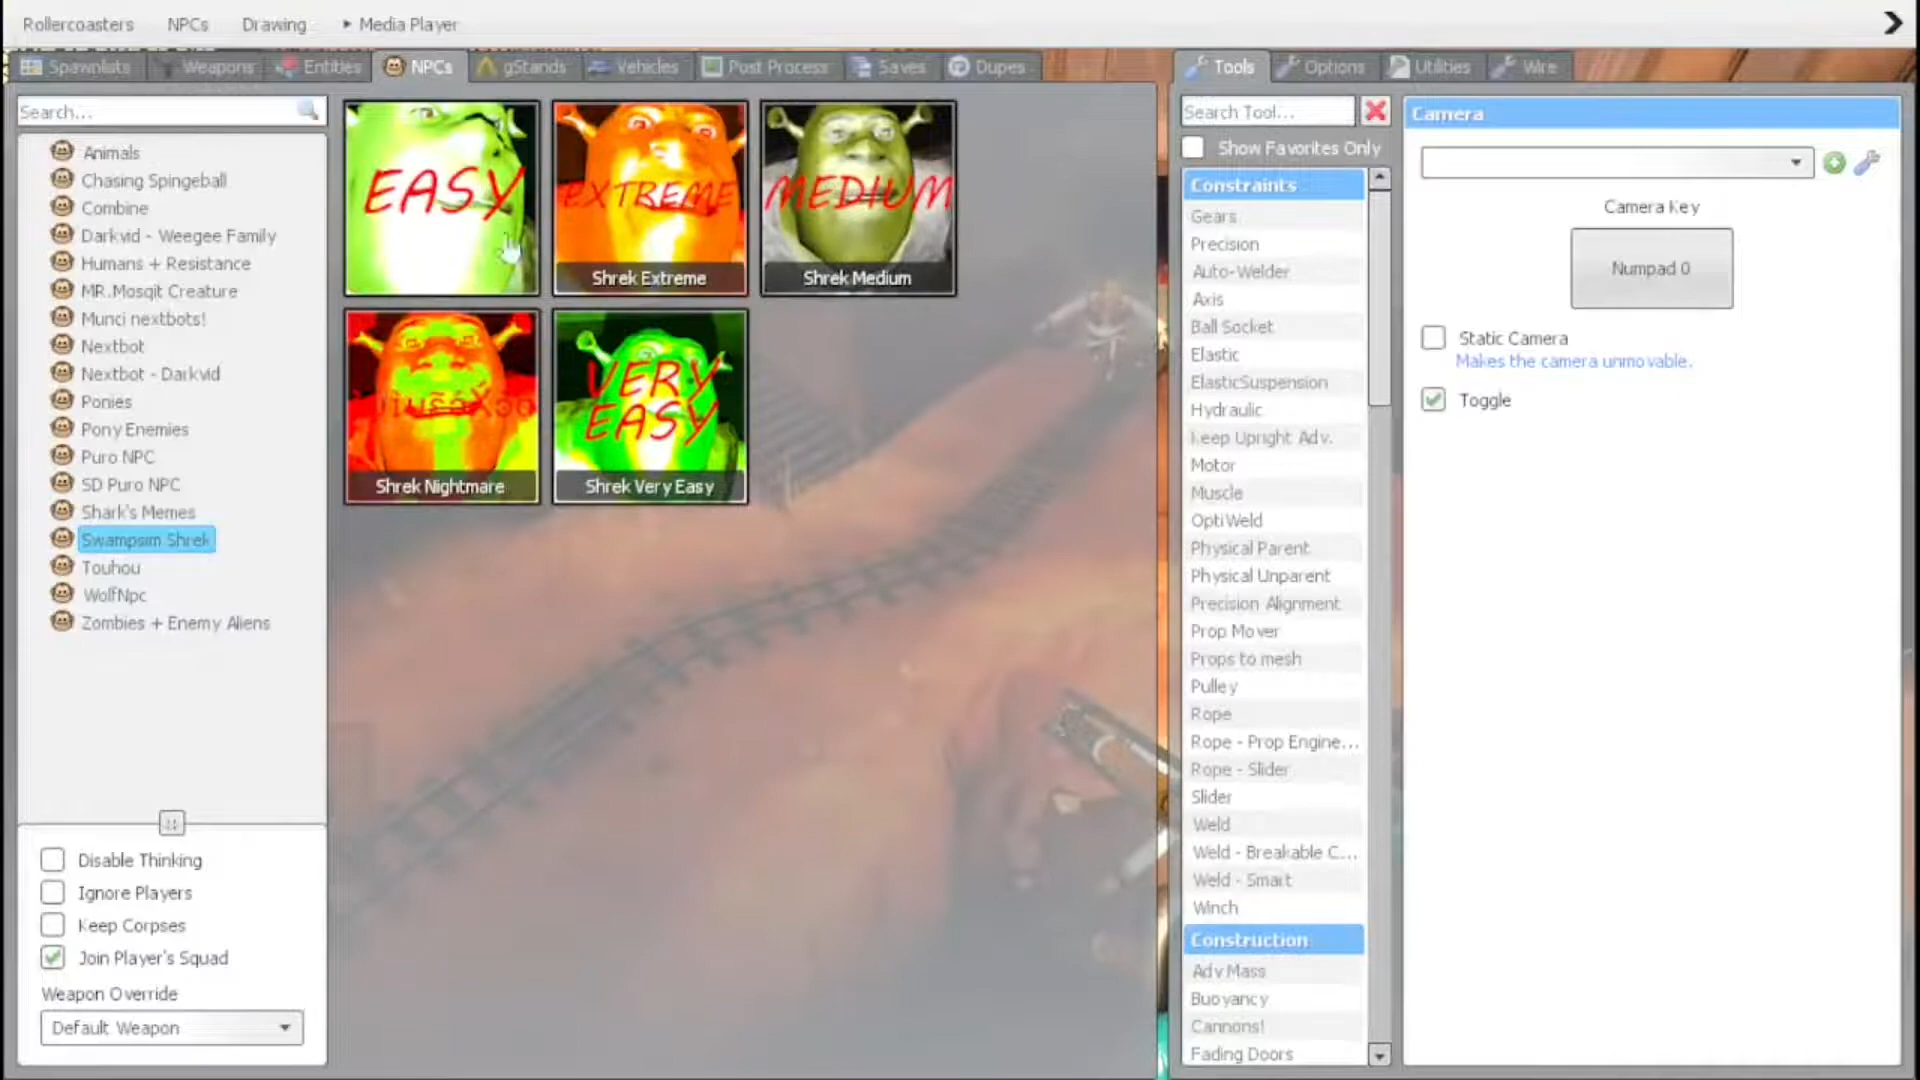 Rollercoasters NPCs Drawing Media Player
Spawnlists Weapons Entities NPCs gStands Vehicles Post Process Saves Dupes
Tools Options Utilities Wire
Search...
Animals
Chasing Spingeball
Combine
Darkvid - Weegee Family
Humans + Resistance
MR.Mosqit Creature
Munci nextbots!
Nextbot
Nextbot - Darkvid
Ponies
Pony Enemies
Puro NPC
SD Puro NPC
Shark's Memes
Swampsim Shrek
Touhou
WolfNpc
Zombies + Enemy Aliens
Disable Thinking
Ignore Players
Keep Corpses
Join Player's Squad
Weapon Override
Default Weapon
EASY
EXTREME
Shrek Extreme
MEDIUM
Shrek Medium
Shrek Nightmare
VERY
EASY
Shrek Very Easy
Search Tool...
Show Favorites Only
Constraints
Gears
Precision
Auto-Welder
Axis
Ball Socket
Elastic
ElasticSuspension
Hydraulic
Keep Upright Adv.
Motor
Muscle
OptiWeld
Physical Parent
Physical Unparent
Precision Alignment
Prop Mover
Props to mesh
Pulley
Rope
Rope - Prop Engine...
Rope - Slider
Slider
Weld
Weld - Breakable C...
Weld - Smart
Winch
Construction
Adv Mass
Buoyancy
Cannons!
Fading Doors
Camera
Camera Key
Numpad 0
Static Camera
Makes the camera unmovable.
Toggle